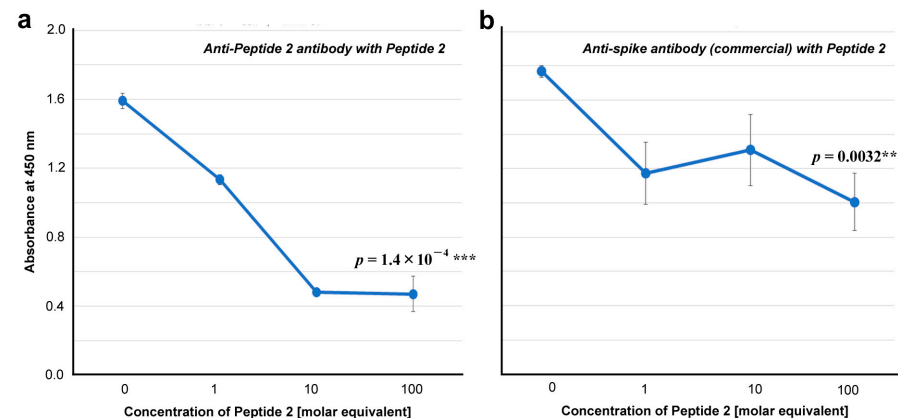 a
Anti-Peptide 2 antibody with Peptide 2
2.0
1.6
1.2
0.8
0.4
0.0
Absorbance at 450 nm
p = 1.4 × 10⁻⁴ ***
0 1 10 100
Concentration of Peptide 2 [molar equivalent]
b
Anti-spike antibody (commercial) with Peptide 2
p = 0.0032**
0 1 10 100
Concentration of Peptide 2 [molar equivalent]